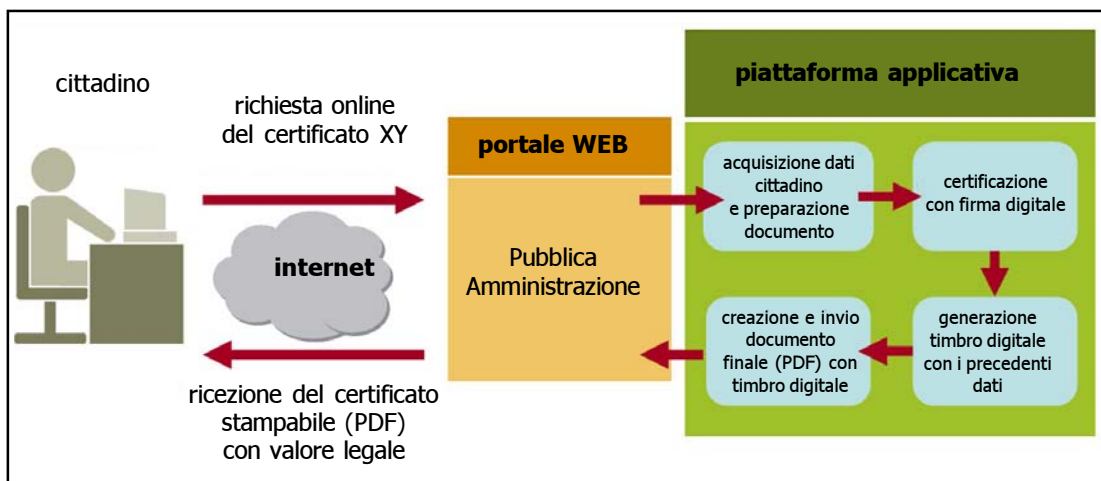 cittadino
richiesta online
del certificato XY
internet
ricezione del certificato
stampabile (PDF)
con valore legale
portale WEB
Pubblica
Amministrazione
piattaforma applicativa
acquisizione dati
cittadino
e preparazione
documento
certificazione
con firma digitale
generazione
timbro digitale
con i precedenti
dati
creazione e invio
documento
finale (PDF) con
timbro digitale